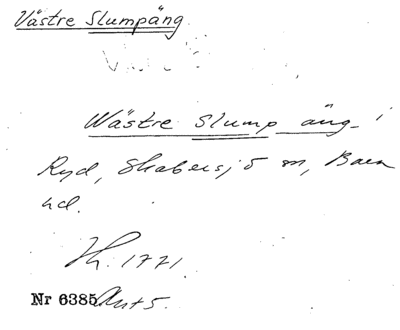 Västre Slumpäng
Wästre Slump äng
Ryd, Skabersjö sn, Bara
hd.
1771
Nr 6385